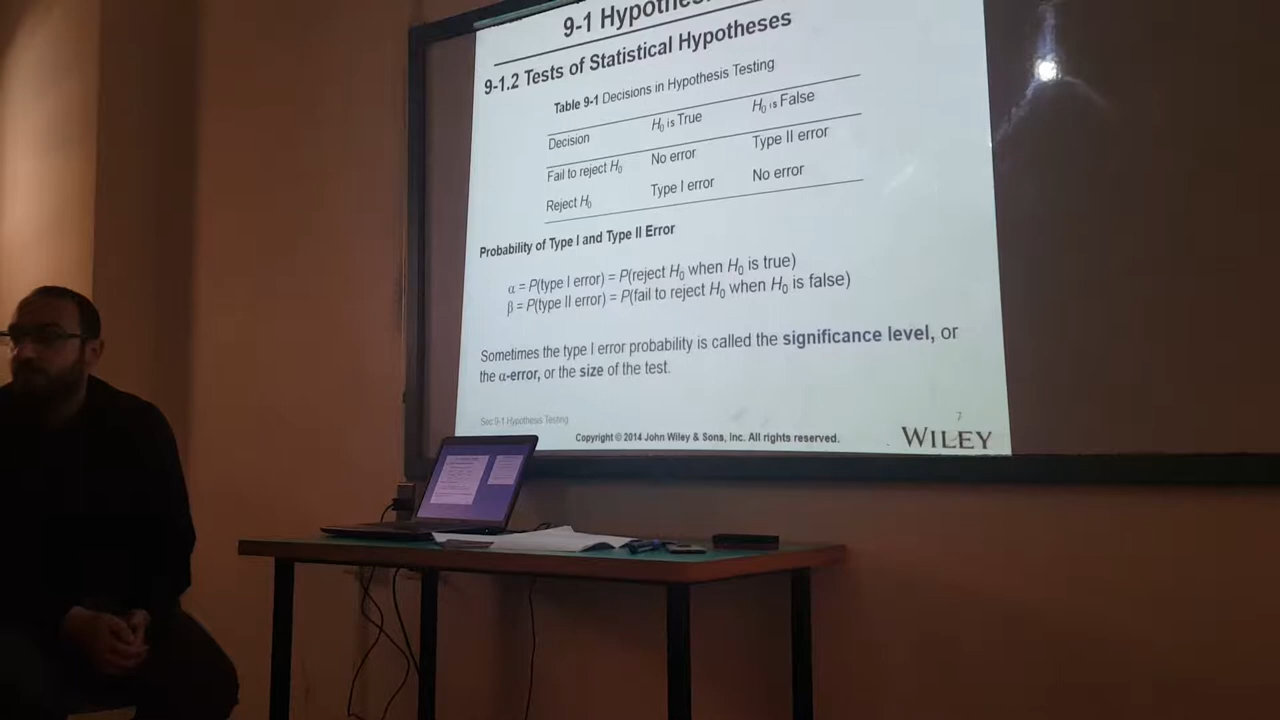 9-1 Hypothes
9-1.2 Tests of Statistical Hypotheses
Table 9-1 Decisions in Hypothesis Testing
Decision H₀ is True H₀ is False
Fail to reject H₀ No error Type II error
Reject H₀ Type I error No error
Probability of Type I and Type II Error
α = P(type I error) = P(reject H₀ when H₀ is true)
β = P(type II error) = P(fail to reject H₀ when H₀ is false)
Sometimes the type I error probability is called the significance level, or
the α-error, or the size of the test.
Sec 9-1 Hypothesis Testing
7
Copyright © 2014 John Wiley & Sons, Inc. All rights reserved.
WILEY